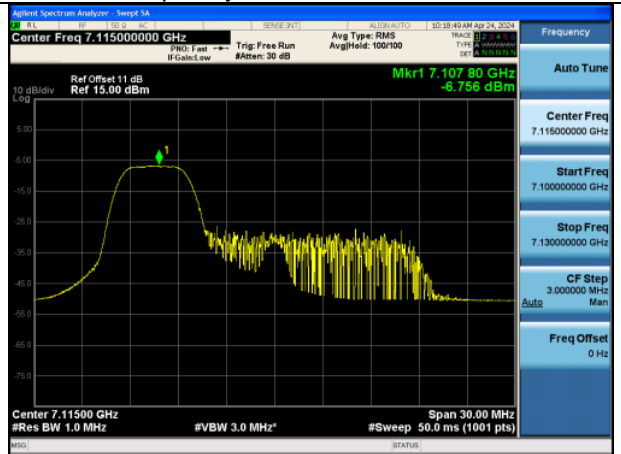 Agilent Spectrum Analyzer - Swept SA
RL RF 50 Ω AC SENSE:INT ALIGN AUTO 10:18:49 AM Apr 24, 2024
Center Freq 7.115000000 GHz
PNO: Fast
IFGain:Low
Trig: Free Run
#Atten: 30 dB
Avg Type: RMS
Avg|Hold: 100/100
TRACE 1 2 3 4 5 6
TYPE
DET A N N N N N
Frequency
Mkr1 7.107 80 GHz
-6.756 dBm
Ref Offset 11 dB
10 dB/div Ref 15.00 dBm
Log
5.00
-5.00
-15.0
-25.0
-35.0
-45.0
-55.0
-65.0
-75.0
1
Auto Tune
Center Freq
7.115000000 GHz
Start Freq
7.100000000 GHz
Stop Freq
7.130000000 GHz
CF Step
3.000000 MHz
Auto Man
Freq Offset
0 Hz
Center 7.11500 GHz Span 30.00 MHz
#Res BW 1.0 MHz #VBW 3.0 MHz* #Sweep 50.0 ms (1001 pts)
MSG STATUS